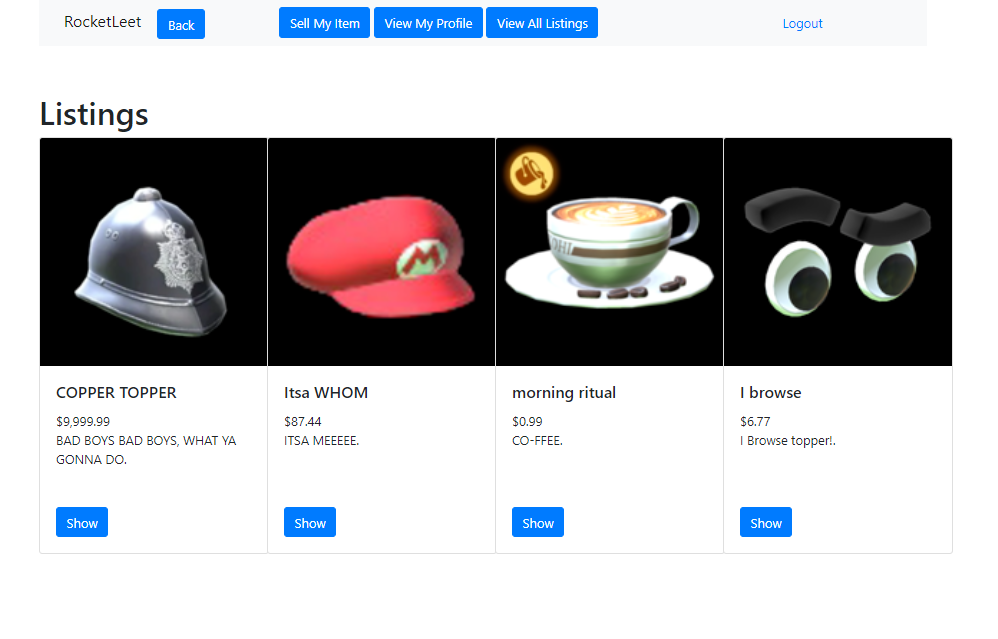 RocketLeet Back Sell My Item View My Profile View All Listings Logout
Listings
M
OH!
COPPER TOPPER
$9,999.99
BAD BOYS BAD BOYS, WHAT YA
GONNA DO.
Show
Itsa WHOM
$87.44
ITSA MEEEEE.
Show
morning ritual
$0.99
CO-FFEE.
Show
I browse
$6.77
I Browse topper!.
Show